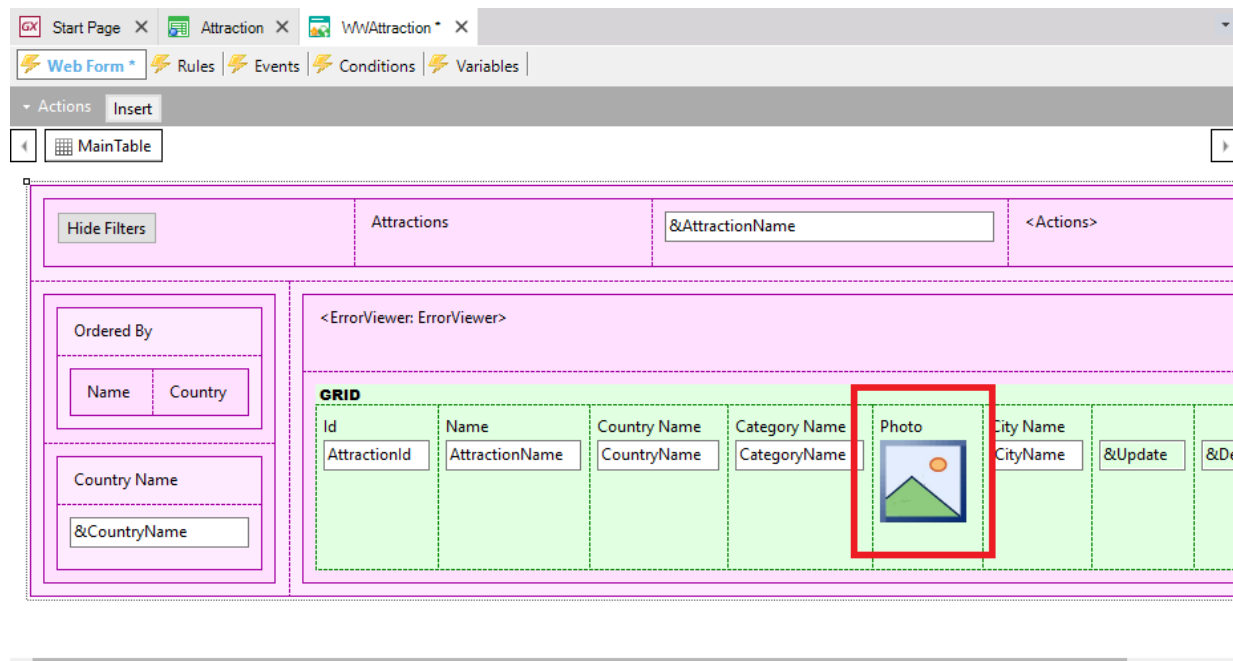 GX Start Page Attraction WWAttraction *
Web Form * Rules Events Conditions Variables
Actions Insert
MainTable
Hide Filters Attractions &AttractionName <Actions>
Ordered By
Name Country
Country Name
&CountryName
<ErrorViewer: ErrorViewer>
GRID
Id Name Country Name Category Name Photo City Name
AttractionId AttractionName CountryName CategoryName CityName &Update &De